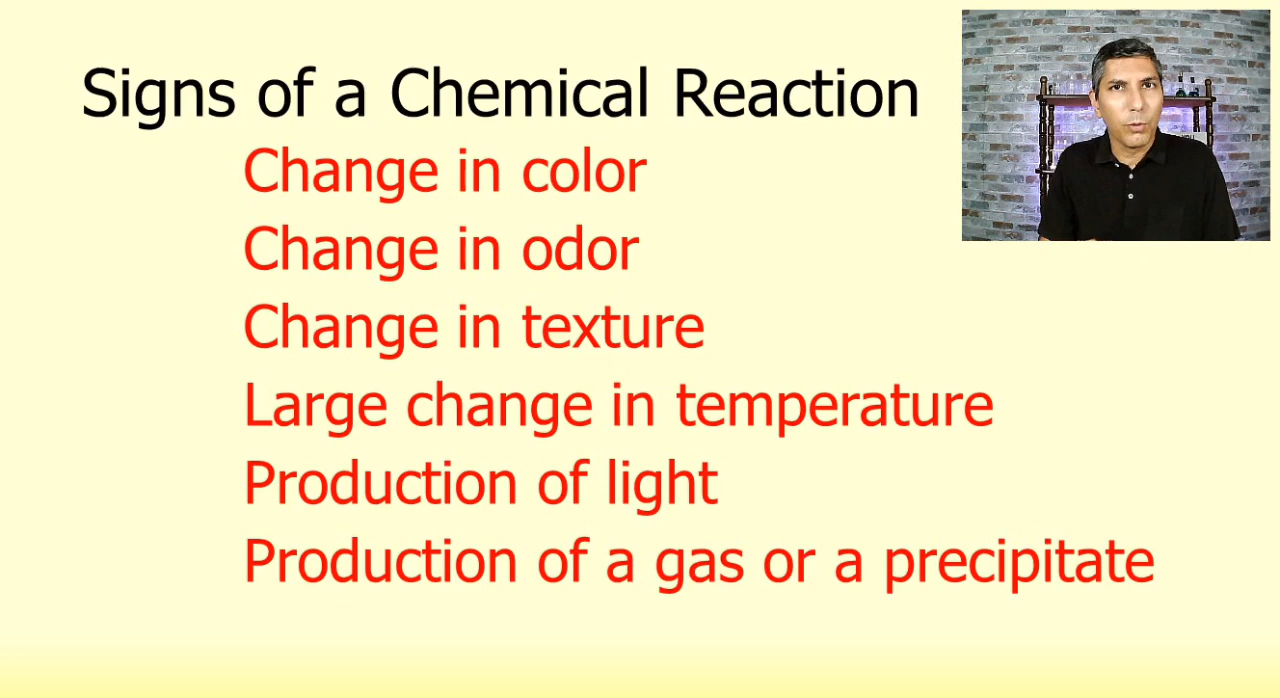 Signs of a Chemical Reaction
Change in color
Change in odor
Change in texture
Large change in temperature
Production of light
Production of a gas or a precipitate